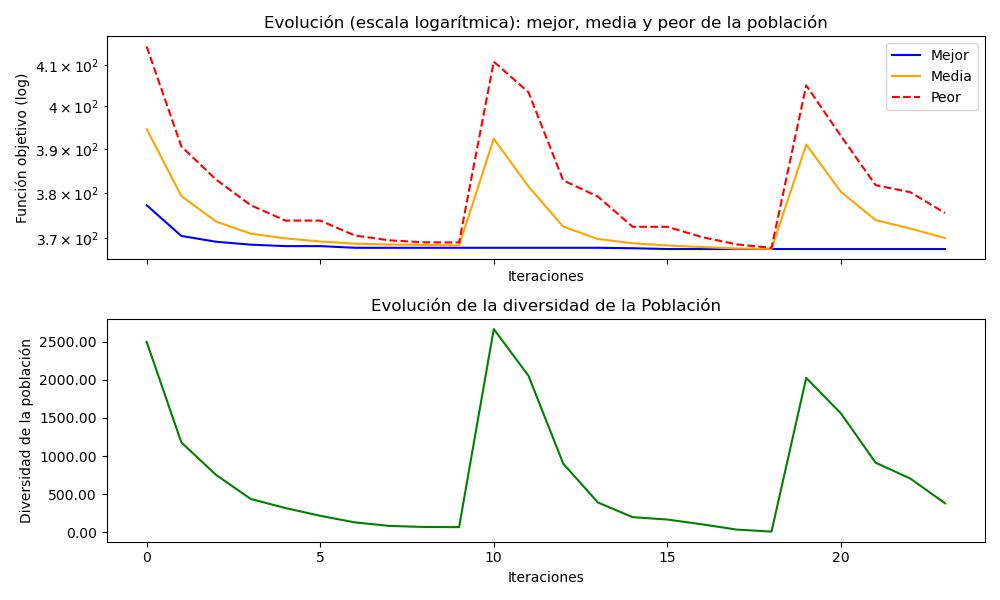 Evolución (escala logarítmica): mejor, media y peor de la población
Función objetivo (log)
4.1 × 10²
4 × 10²
3.9 × 10²
3.8 × 10²
3.7 × 10²
Mejor
Media
Peor
Iteraciones
Evolución de la diversidad de la Población
Diversidad de la población
2500.00
2000.00
1500.00
1000.00
500.00
0.00
0 5 10 15 20
Iteraciones